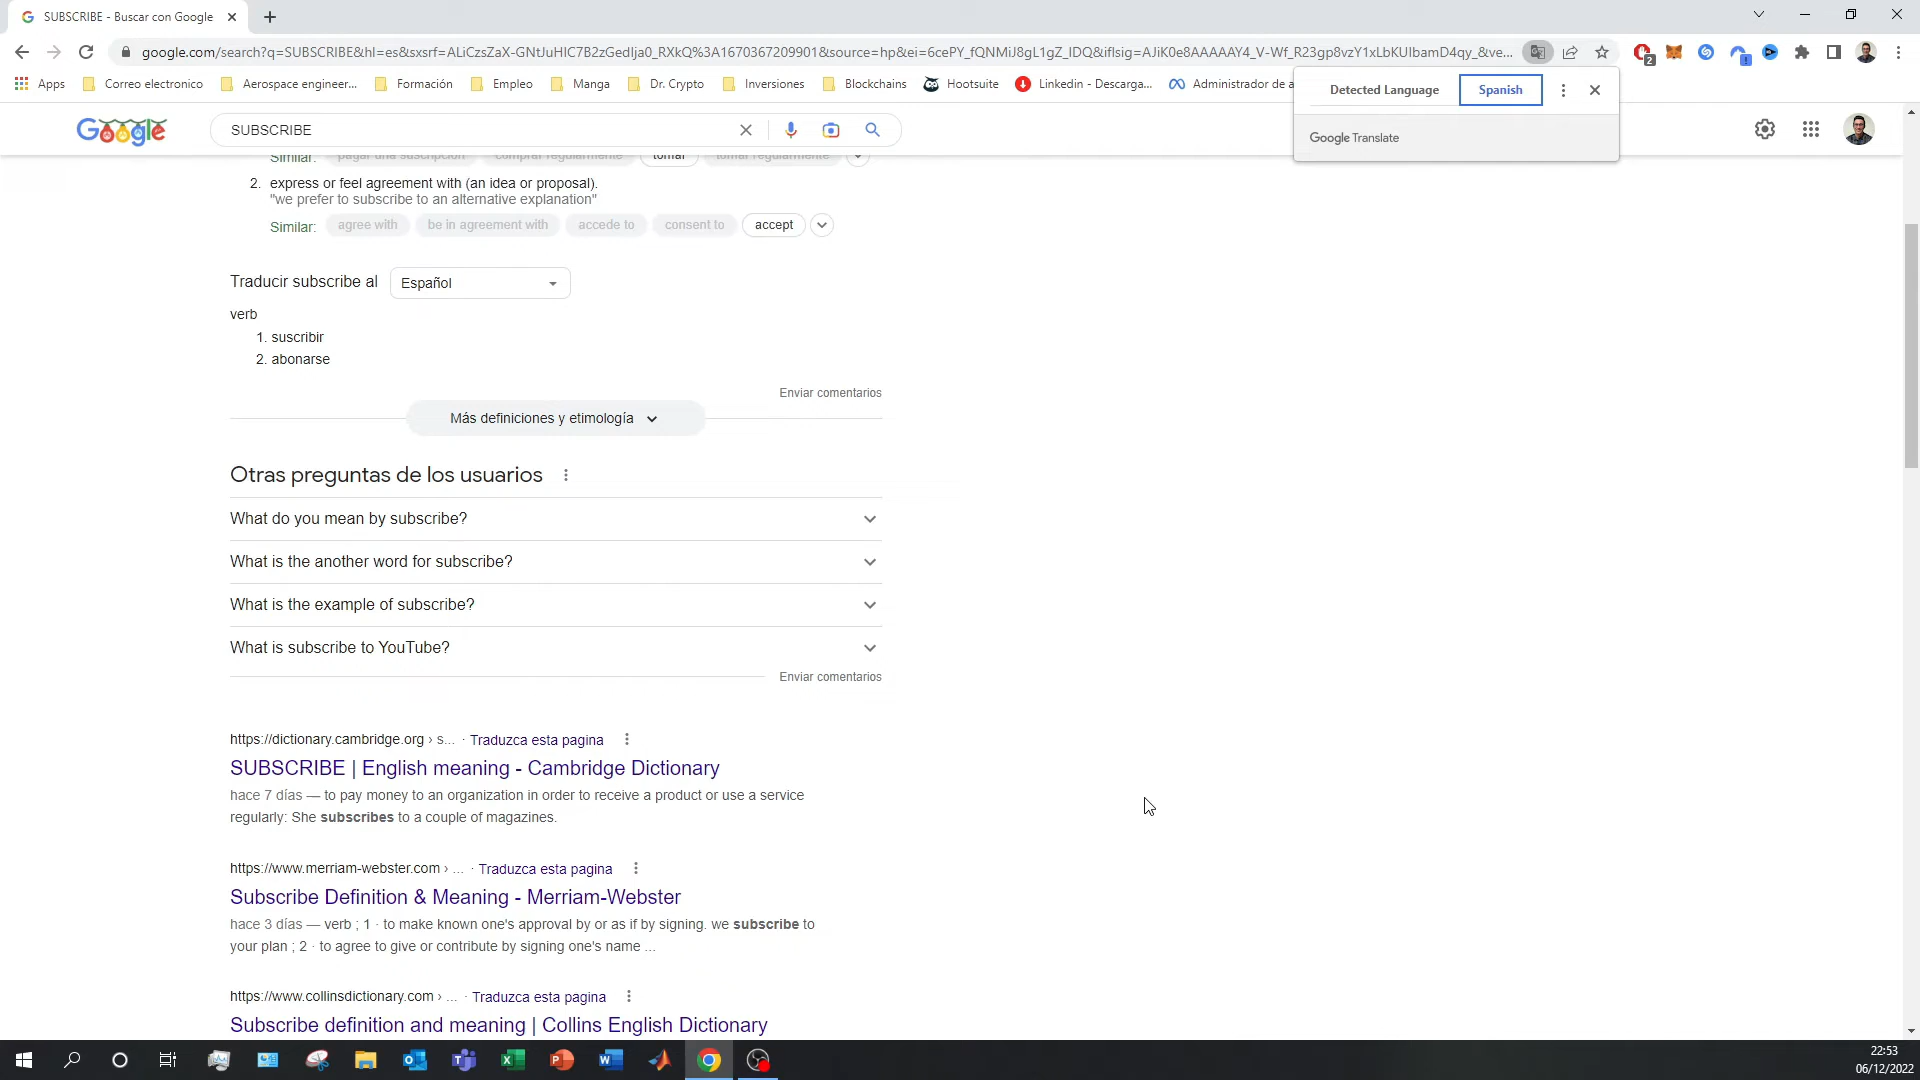 SUBSCRIBE - Buscar con Google
google.com/search?q=SUBSCRIBE&hl=es&sxsrf=ALiCzsZaX-GNtJuHIC7B2zGedIja0_RXkQ%3A1670367209901&source=hp&ei=6cePY_fQNMiJ8gL1gZ_IDQ&iflsig=AJiK0e8AAAAAY4_V-Wf_R23gp8vzY1xLbKUIbamD4qy_&ve...
Apps Correo electronico Aerospace engineer... Formación Empleo Manga Dr. Crypto Inversiones Blockchains Hootsuite Linkedin - Descarga... Administrador de a
Detected Language Spanish
Google Translate
Google SUBSCRIBE
Similar: pagar una suscripción comprar regularmente tomar tomar regularmente
2. express or feel agreement with (an idea or proposal).
"we prefer to subscribe to an alternative explanation"
Similar: agree with be in agreement with accede to consent to accept
Traducir subscribe al Español
verb
1. suscribir
2. abonarse
Enviar comentarios
Más definiciones y etimología
Otras preguntas de los usuarios
What do you mean by subscribe?
What is the another word for subscribe?
What is the example of subscribe?
What is subscribe to YouTube?
Enviar comentarios
https://dictionary.cambridge.org › s... · Traduzca esta pagina
SUBSCRIBE | English meaning - Cambridge Dictionary
hace 7 días — to pay money to an organization in order to receive a product or use a service
regularly: She subscribes to a couple of magazines.
https://www.merriam-webster.com › ... · Traduzca esta pagina
Subscribe Definition & Meaning - Merriam-Webster
hace 3 días — verb ; 1 · to make known one's approval by or as if by signing. we subscribe to
your plan ; 2 · to agree to give or contribute by signing one's name ...
https://www.collinsdictionary.com › ... · Traduzca esta pagina
Subscribe definition and meaning | Collins English Dictionary
22:53
06/12/2022